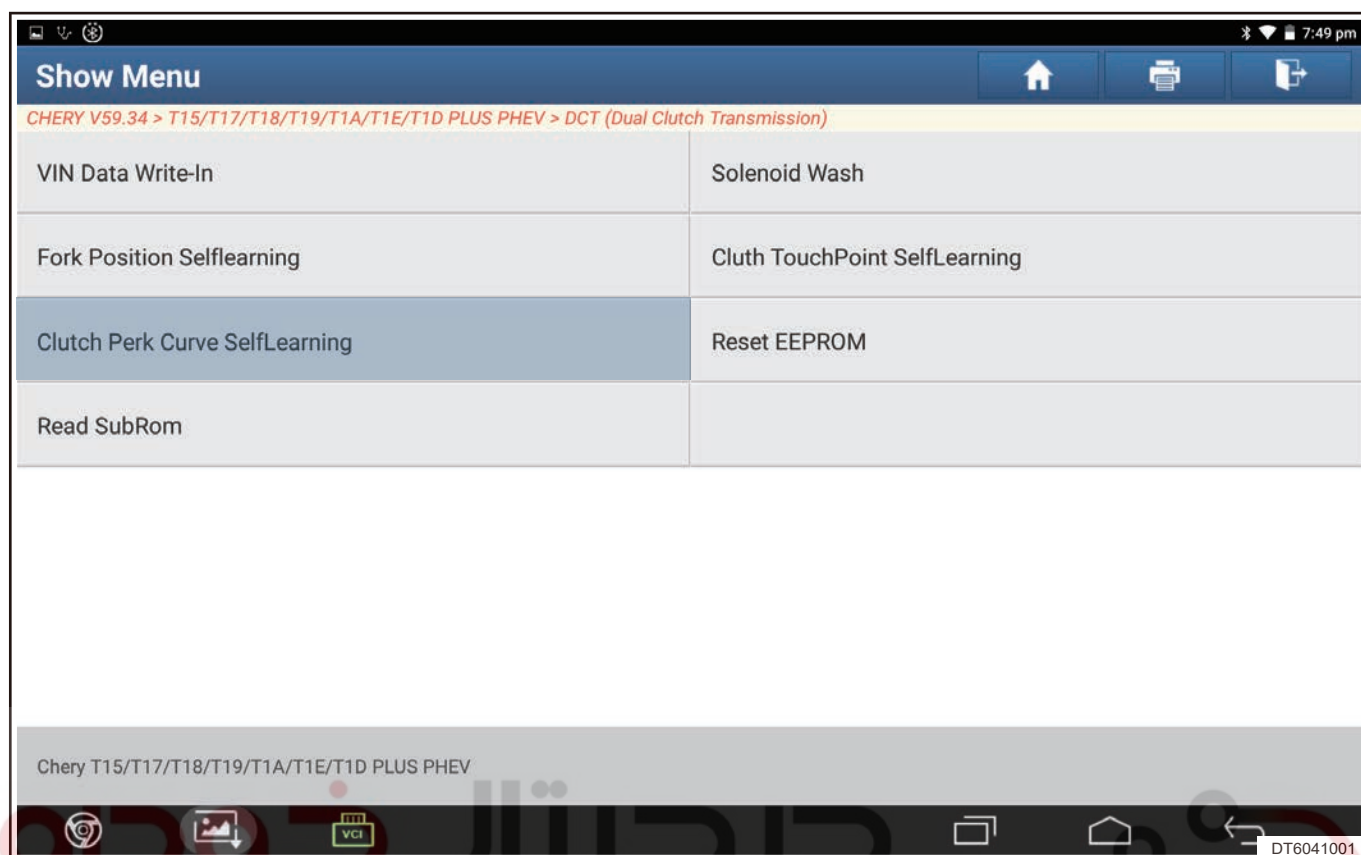 7:49 pm
Show Menu
CHERY V59.34 > T15/T17/T18/T19/T1A/T1E/T1D PLUS PHEV > DCT (Dual Clutch Transmission)
VIN Data Write-In
Solenoid Wash
Fork Position Selflearning
Cluth TouchPoint SelfLearning
Clutch Perk Curve SelfLearning
Reset EEPROM
Read SubRom
Chery T15/T17/T18/T19/T1A/T1E/T1D PLUS PHEV
VCI
DT6041001